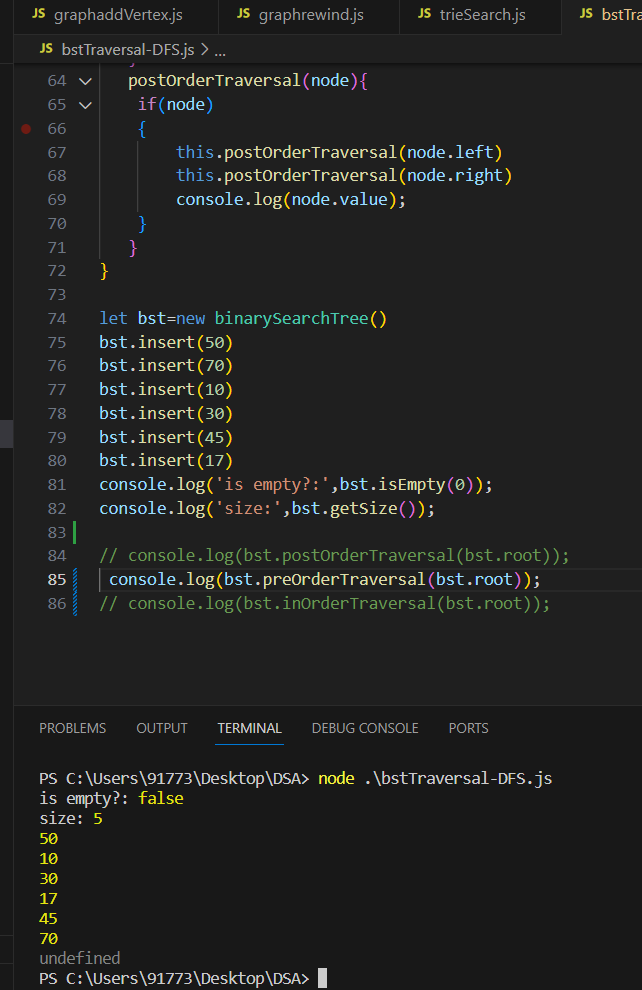 JS graphaddVertex.js JS graphrewind.js JS trieSearch.js JS bstTra
JS bstTraversal-DFS.js > ...
64 postOrderTraversal(node){
65 if(node)
66 {
67 this.postOrderTraversal(node.left)
68 this.postOrderTraversal(node.right)
69 console.log(node.value);
70 }
71 }
72 }
73
74 let bst=new binarySearchTree()
75 bst.insert(50)
76 bst.insert(70)
77 bst.insert(10)
78 bst.insert(30)
79 bst.insert(45)
80 bst.insert(17)
81 console.log('is empty?:',bst.isEmpty(0));
82 console.log('size:',bst.getSize());
83
84 // console.log(bst.postOrderTraversal(bst.root));
85 console.log(bst.preOrderTraversal(bst.root));
86 // console.log(bst.inOrderTraversal(bst.root));
PROBLEMS OUTPUT TERMINAL DEBUG CONSOLE PORTS
PS C:\Users\91773\Desktop\DSA> node .\bstTraversal-DFS.js
is empty?: false
size: 5
50
10
30
17
45
70
undefined
PS C:\Users\91773\Desktop\DSA>